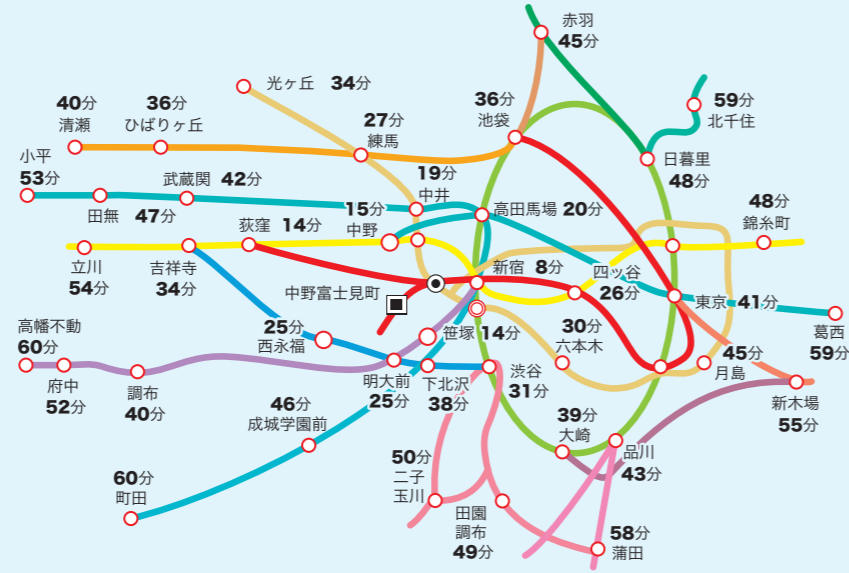 赤羽
45分
光ヶ丘 34分
40分
清瀬
36分
ひばりヶ丘
27分
練馬
36分
池袋
59分
北千住
日暮里
48分
小平
53分
田無 47分
武蔵関 42分
19分
中井
15分
中野
高田馬場 20分
48分
錦糸町
荻窪 14分
立川
54分
吉祥寺
34分
新宿 8分
四ッ谷
26分
中野富士見町
東京 41分
葛西
59分
高幡不動
60分
府中
52分
調布
40分
25分
西永福
笹塚 14分
明大前
25分
下北沢
38分
渋谷
31分
30分
六本木
45分
月島
新木場
55分
46分
成城学園前
39分
大崎
品川
43分
60分
町田
50分
二子
玉川
田園
調布
49分
58分
蒲田